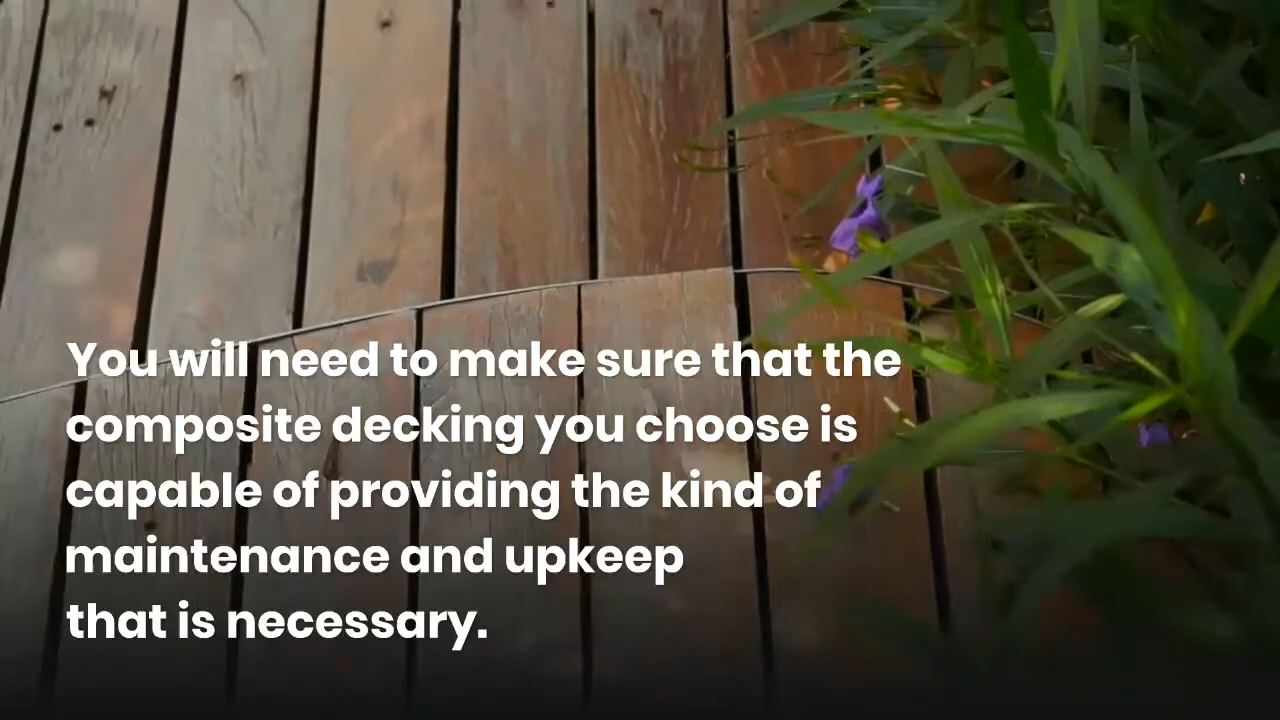 You will need to make sure that the
composite decking you choose is
capable of providing the kind of
maintenance and upkeep
that is necessary.